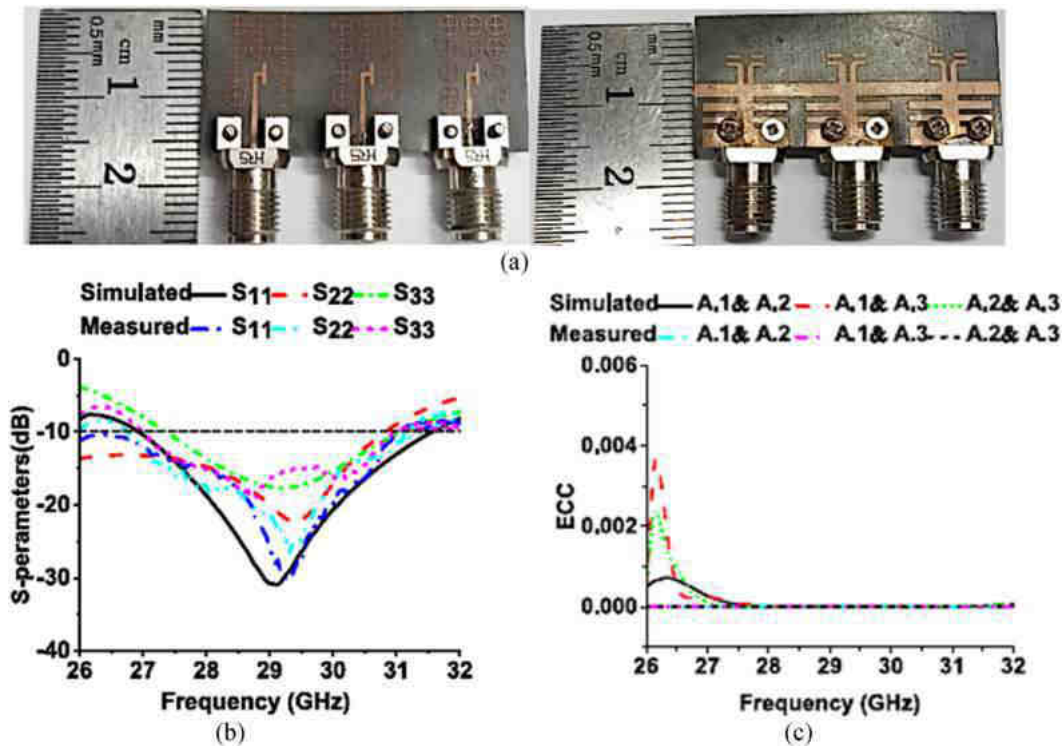 0.5mm cm mm
1
2
HRS HRS HRS
0.5mm cm mm
1
2
(a)
Simulated S11 S22 S33
Measured S11 S22 S33
0
-10
-20
-30
-40
S-perameters(dB)
26 27 28 29 30 31 32
Frequency (GHz)
(b)
Simulated A.1& A.2 A.1& A.3 A.2& A.3
Measured A.1& A.2 A.1& A.3 A.2& A.3
0.006
0.004
0.002
0.000
ECC
26 27 28 29 30 31 32
Frequency (GHz)
(c)